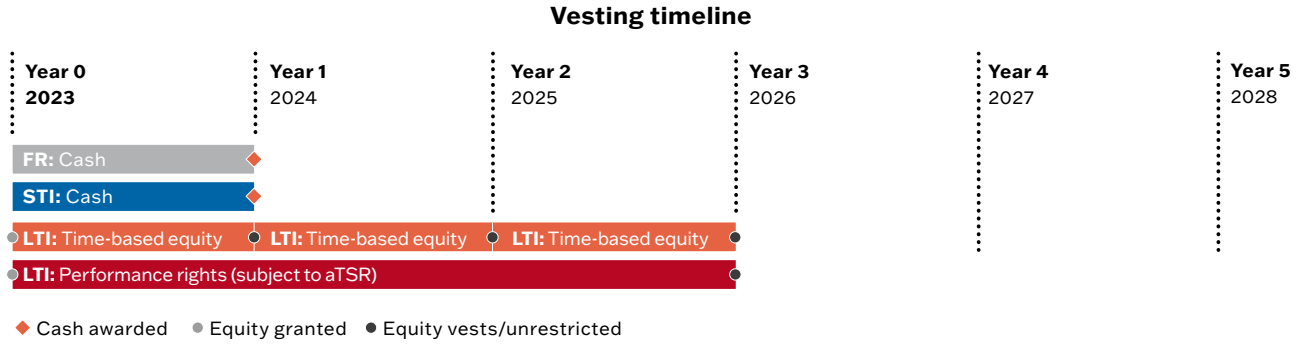 Vesting timeline
Year 0
2023
Year 1
2024
Year 2
2025
Year 3
2026
Year 4
2027
Year 5
2028
FR: Cash
STI: Cash
LTI: Time-based equity
LTI: Time-based equity
LTI: Time-based equity
LTI: Performance rights (subject to aTSR)
Cash awarded
Equity granted
Equity vests/unrestricted